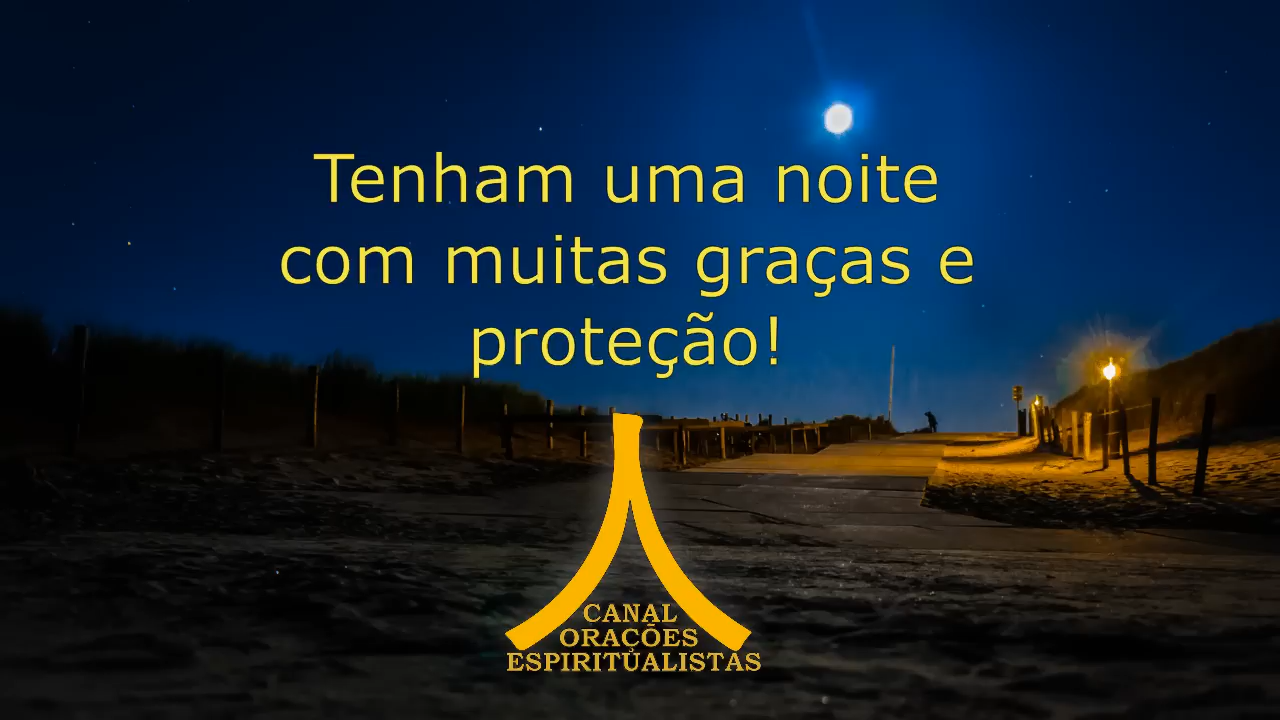 Tenham uma noite
com muitas graças e
proteção!
CANAL
ORAÇÕES
ESPIRITUALISTAS